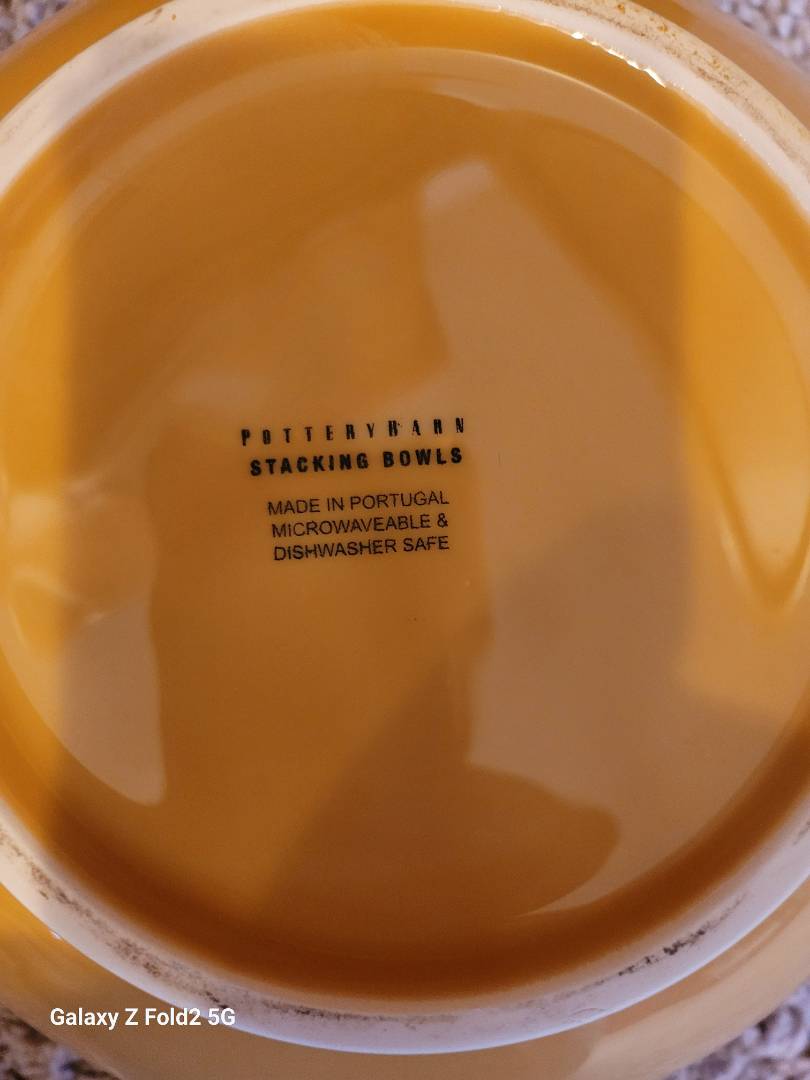 POTTERYBARN
STACKING BOWLS
MADE IN PORTUGAL
MICROWAVEABLE &
DISHWASHER SAFE
Galaxy Z Fold2 5G